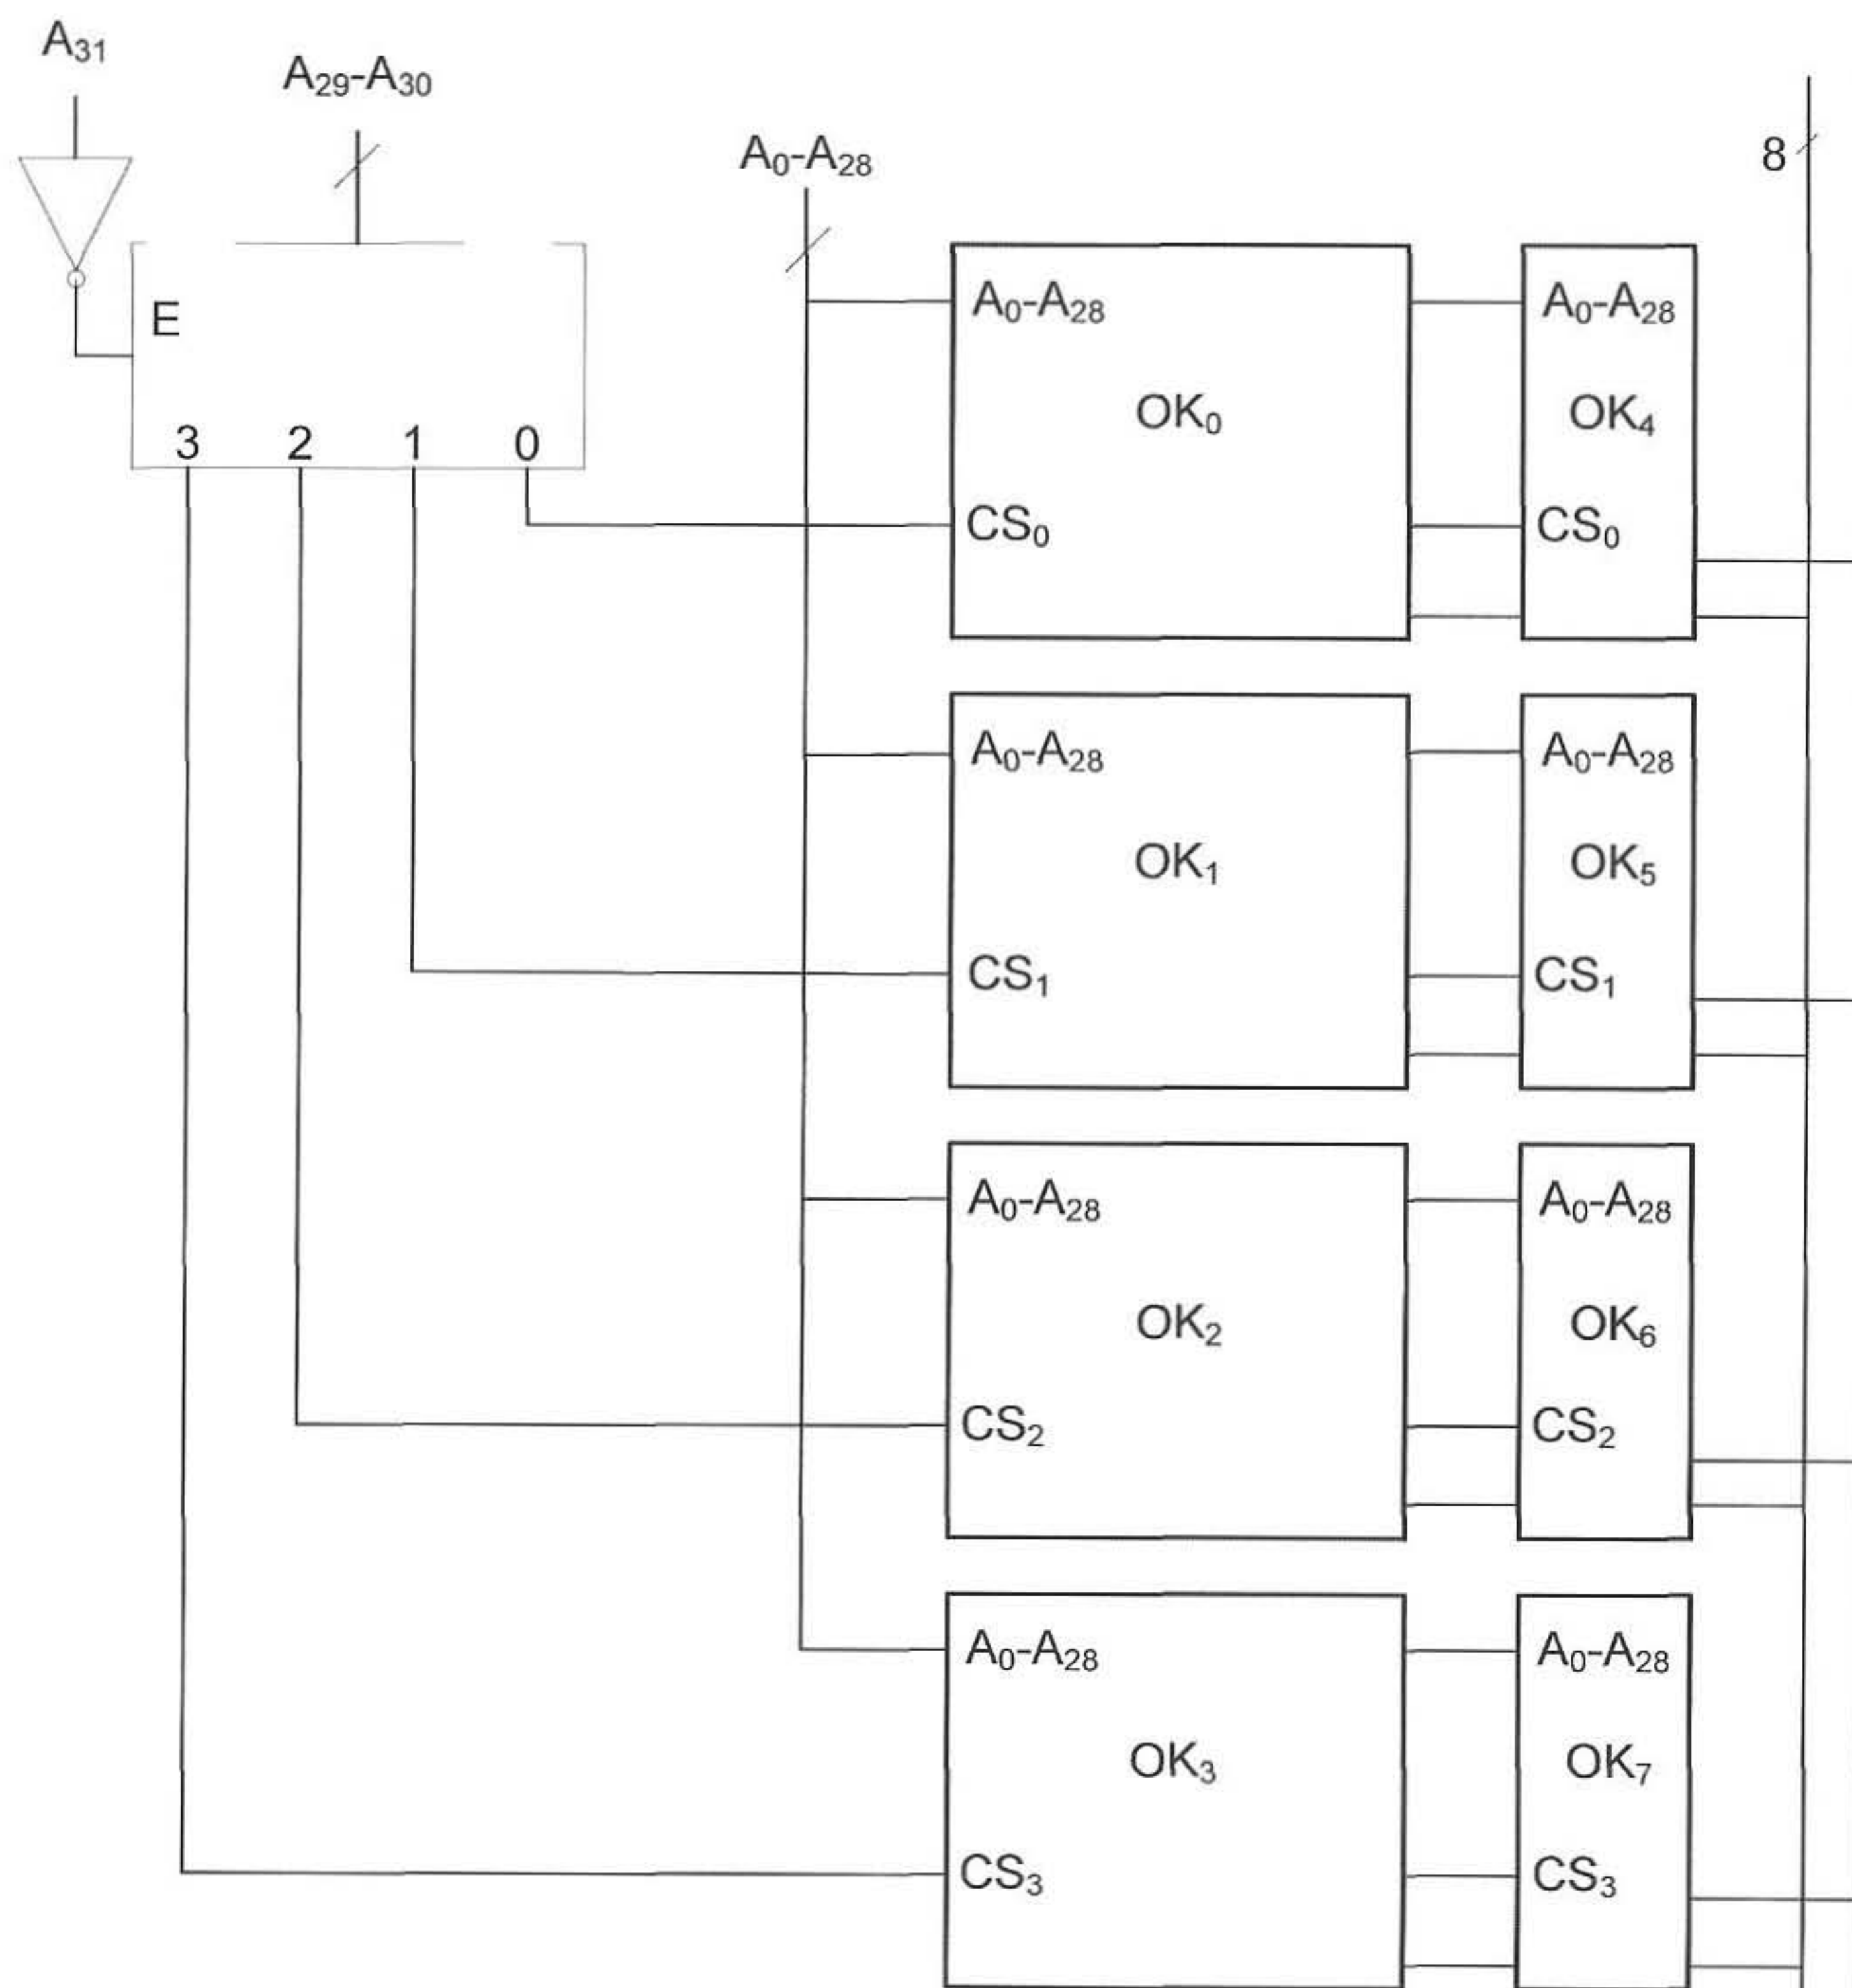 A₃₁
A₂₉-A₃₀
A₀-A₂₈
8
E
3 2 1 0
A₀-A₂₈
OK₀
CS₀
A₀-A₂₈
OK₄
CS₀
A₀-A₂₈
OK₁
CS₁
A₀-A₂₈
OK₅
CS₁
A₀-A₂₈
OK₂
CS₂
A₀-A₂₈
OK₆
CS₂
A₀-A₂₈
OK₃
CS₃
A₀-A₂₈
OK₇
CS₃